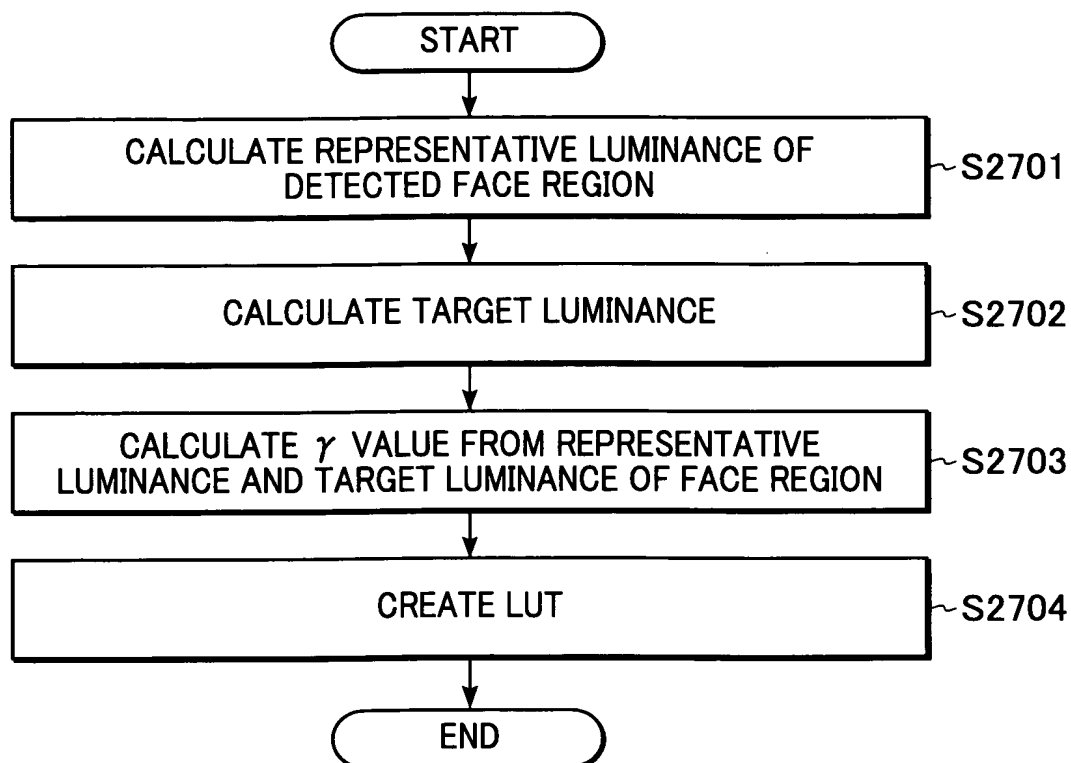 START
CALCULATE REPRESENTATIVE LUMINANCE OF
DETECTED FACE REGION
S2701
CALCULATE TARGET LUMINANCE
S2702
CALCULATE γ VALUE FROM REPRESENTATIVE
LUMINANCE AND TARGET LUMINANCE OF FACE REGION
S2703
CREATE LUT
S2704
END